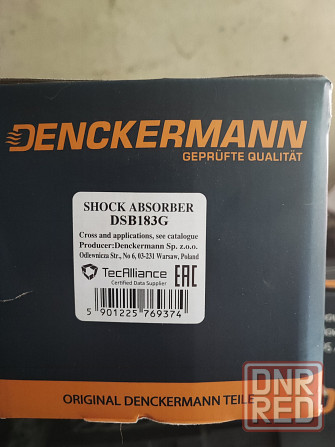 DENCKERMANN
GEPRÜFTE QUALITÄT
SHOCK ABSORBER
DSB183G
Cross and applications, see catalogue
Producer:Denckermann Sp. z.o.o.
Odlewnicza Str., No 6, 03-231 Warsaw, Poland
TecAlliance
Certified Data Supplier
EAC
5 901225 769374
ORIGINAL DENCKERMANN TEILE
DNR
RED